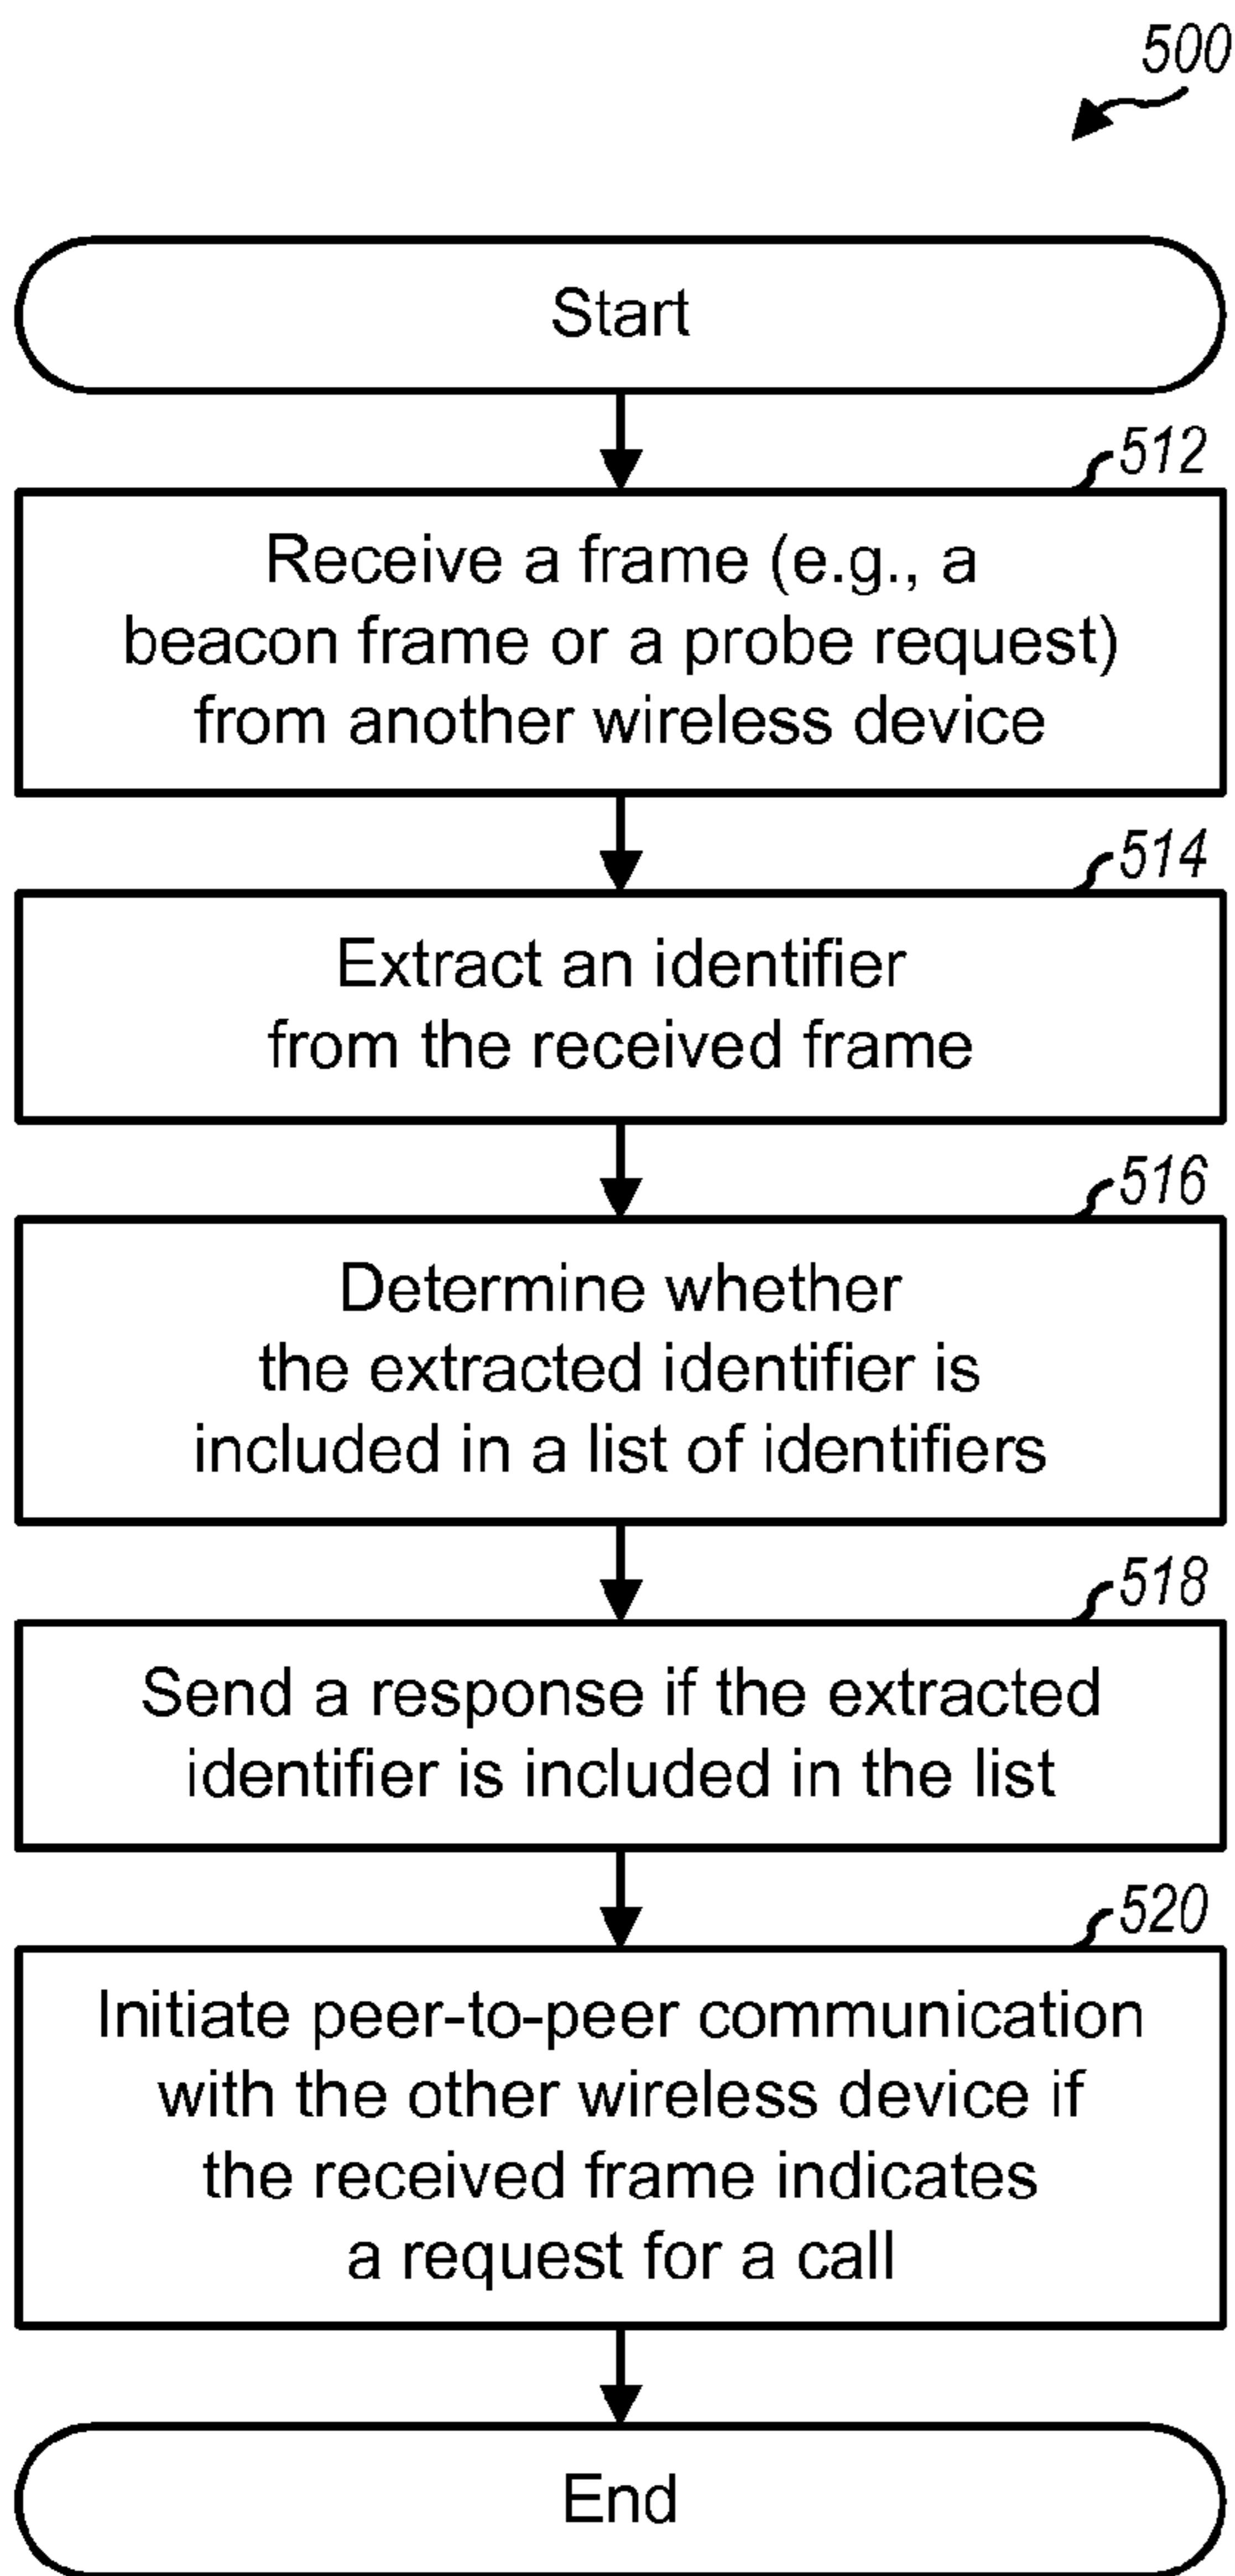 500
Start
512
Receive a frame (e.g., a
beacon frame or a probe request)
from another wireless device
514
Extract an identifier
from the received frame
516
Determine whether
the extracted identifier is
included in a list of identifiers
518
Send a response if the extracted
identifier is included in the list
520
Initiate peer-to-peer communication
with the other wireless device if
the received frame indicates
a request for a call
End